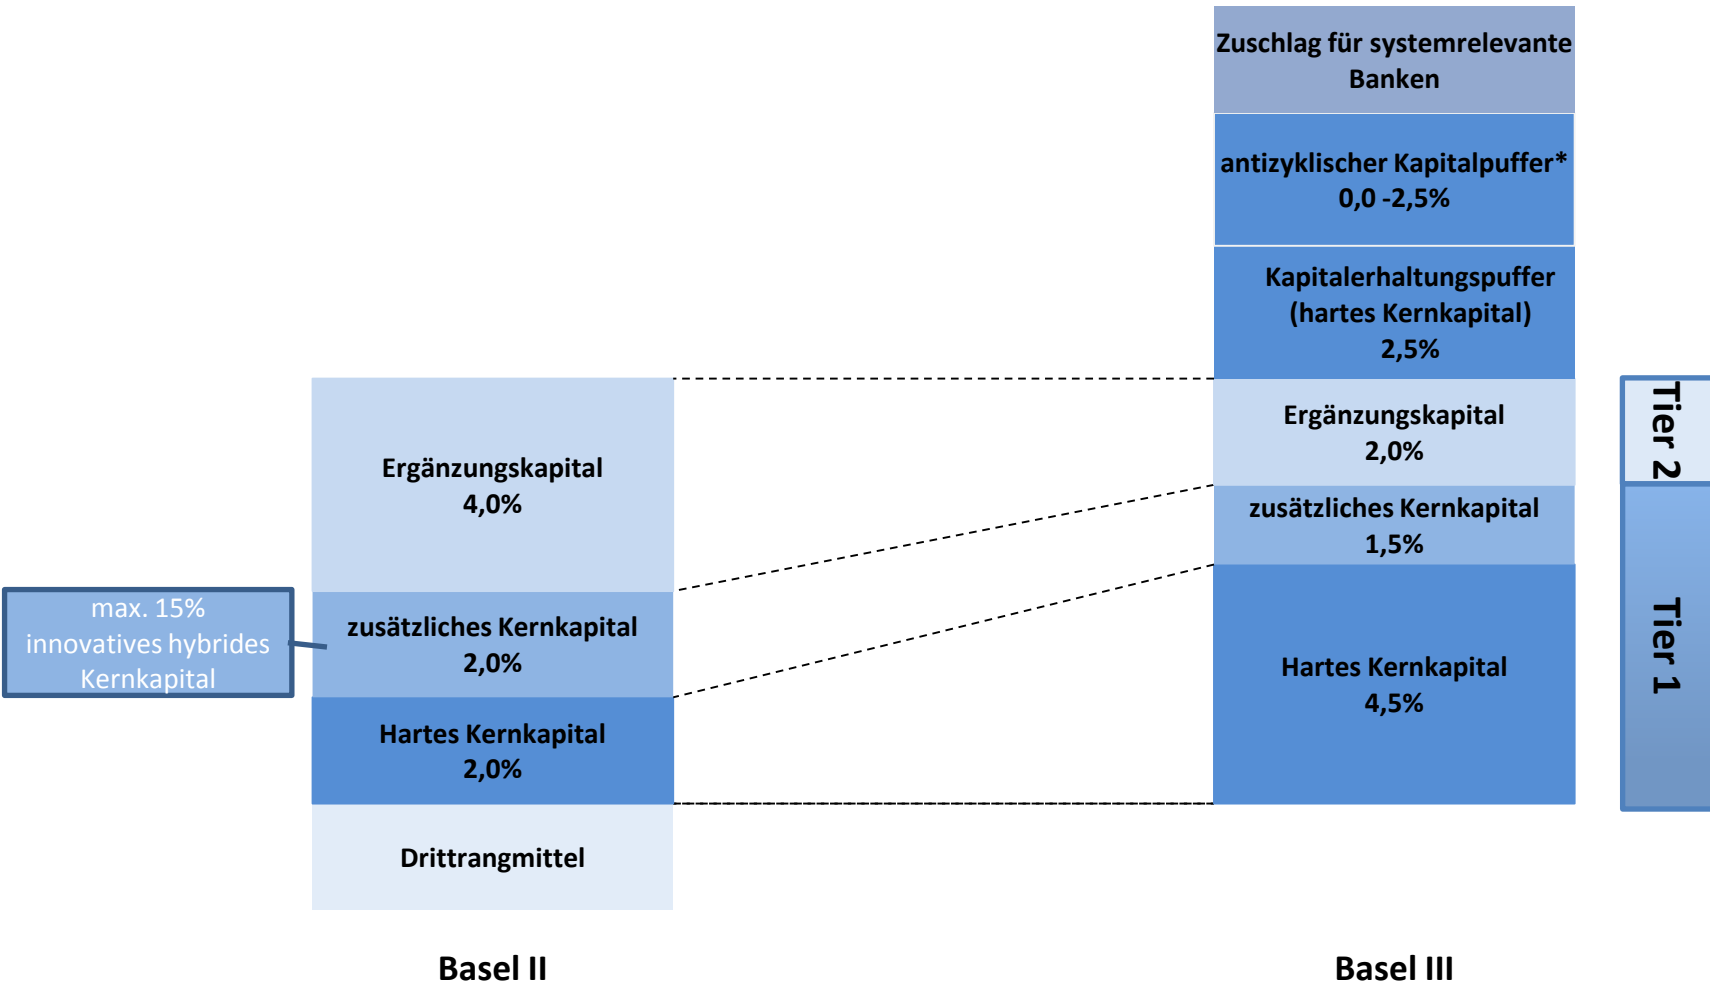 Zuschlag für systemrelevante
Banken
antizyklischer Kapitalpuffer*
0,0 -2,5%
Kapitalerhaltungspuffer
(hartes Kernkapital)
2,5%
Ergänzungskapital
4,0%
Ergänzungskapital
2,0%
Tier 2
zusätzliches Kernkapital
1,5%
max. 15%
innovatives hybrides
Kernkapital
zusätzliches Kernkapital
2,0%
Hartes Kernkapital
4,5%
Tier 1
Hartes Kernkapital
2,0%
Drittrangmittel
Basel II
Basel III